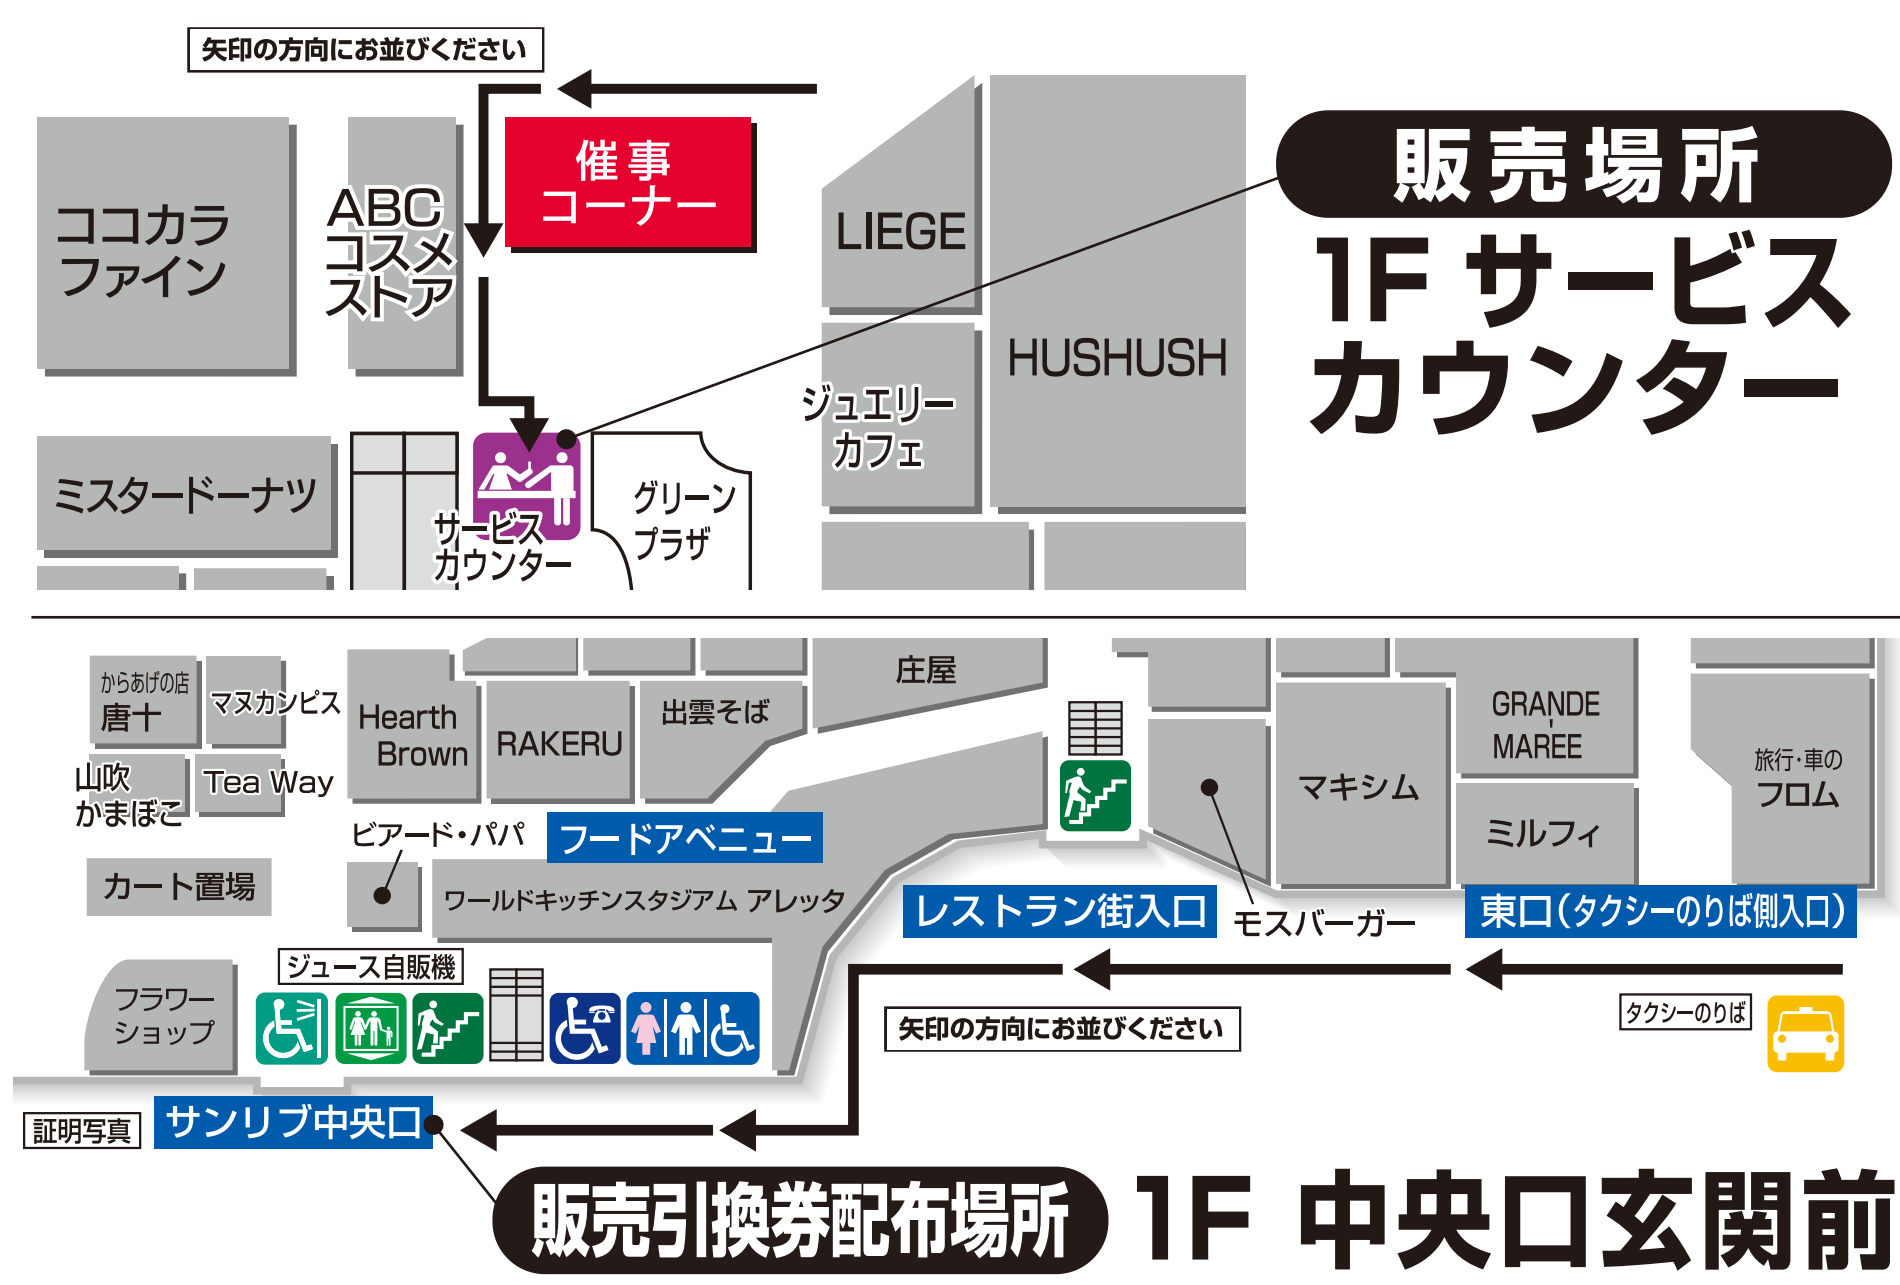 矢印の方向にお並びください
販売場所
1F サービス
カウンター
催事
コーナー
ココカラ
ファイン
ABC
コスメ
ストア
LIEGE
HUSHUSH
ジュエリー
カフェ
ミスタードーナツ
サービス
カウンター
グリーン
プラザ
からあげの店
唐十
マヌカンピス
山吹
かまぼこ
Tea Way
Hearth
Brown
RAKERU
出雲そば
庄屋
GRANDE
MAREE
マキシム
ミルフィ
旅行・車の
フロム
ビアード・パパ
フードアベニュー
カート置場
ワールドキッチンスタジアム アレッタ
レストラン街入口
モスバーガー
東口(タクシーのりば側入口)
ジュース自販機
フラワー
ショップ
矢印の方向にお並びください
タクシーのりば
証明写真
サンリブ中央口
販売引換券配布場所
1F 中央口玄関前